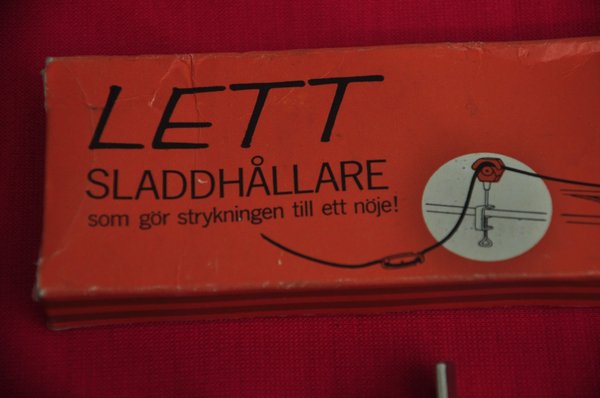 LETT
SLADDHÅLLARE
som gör strykningen till ett nöje!